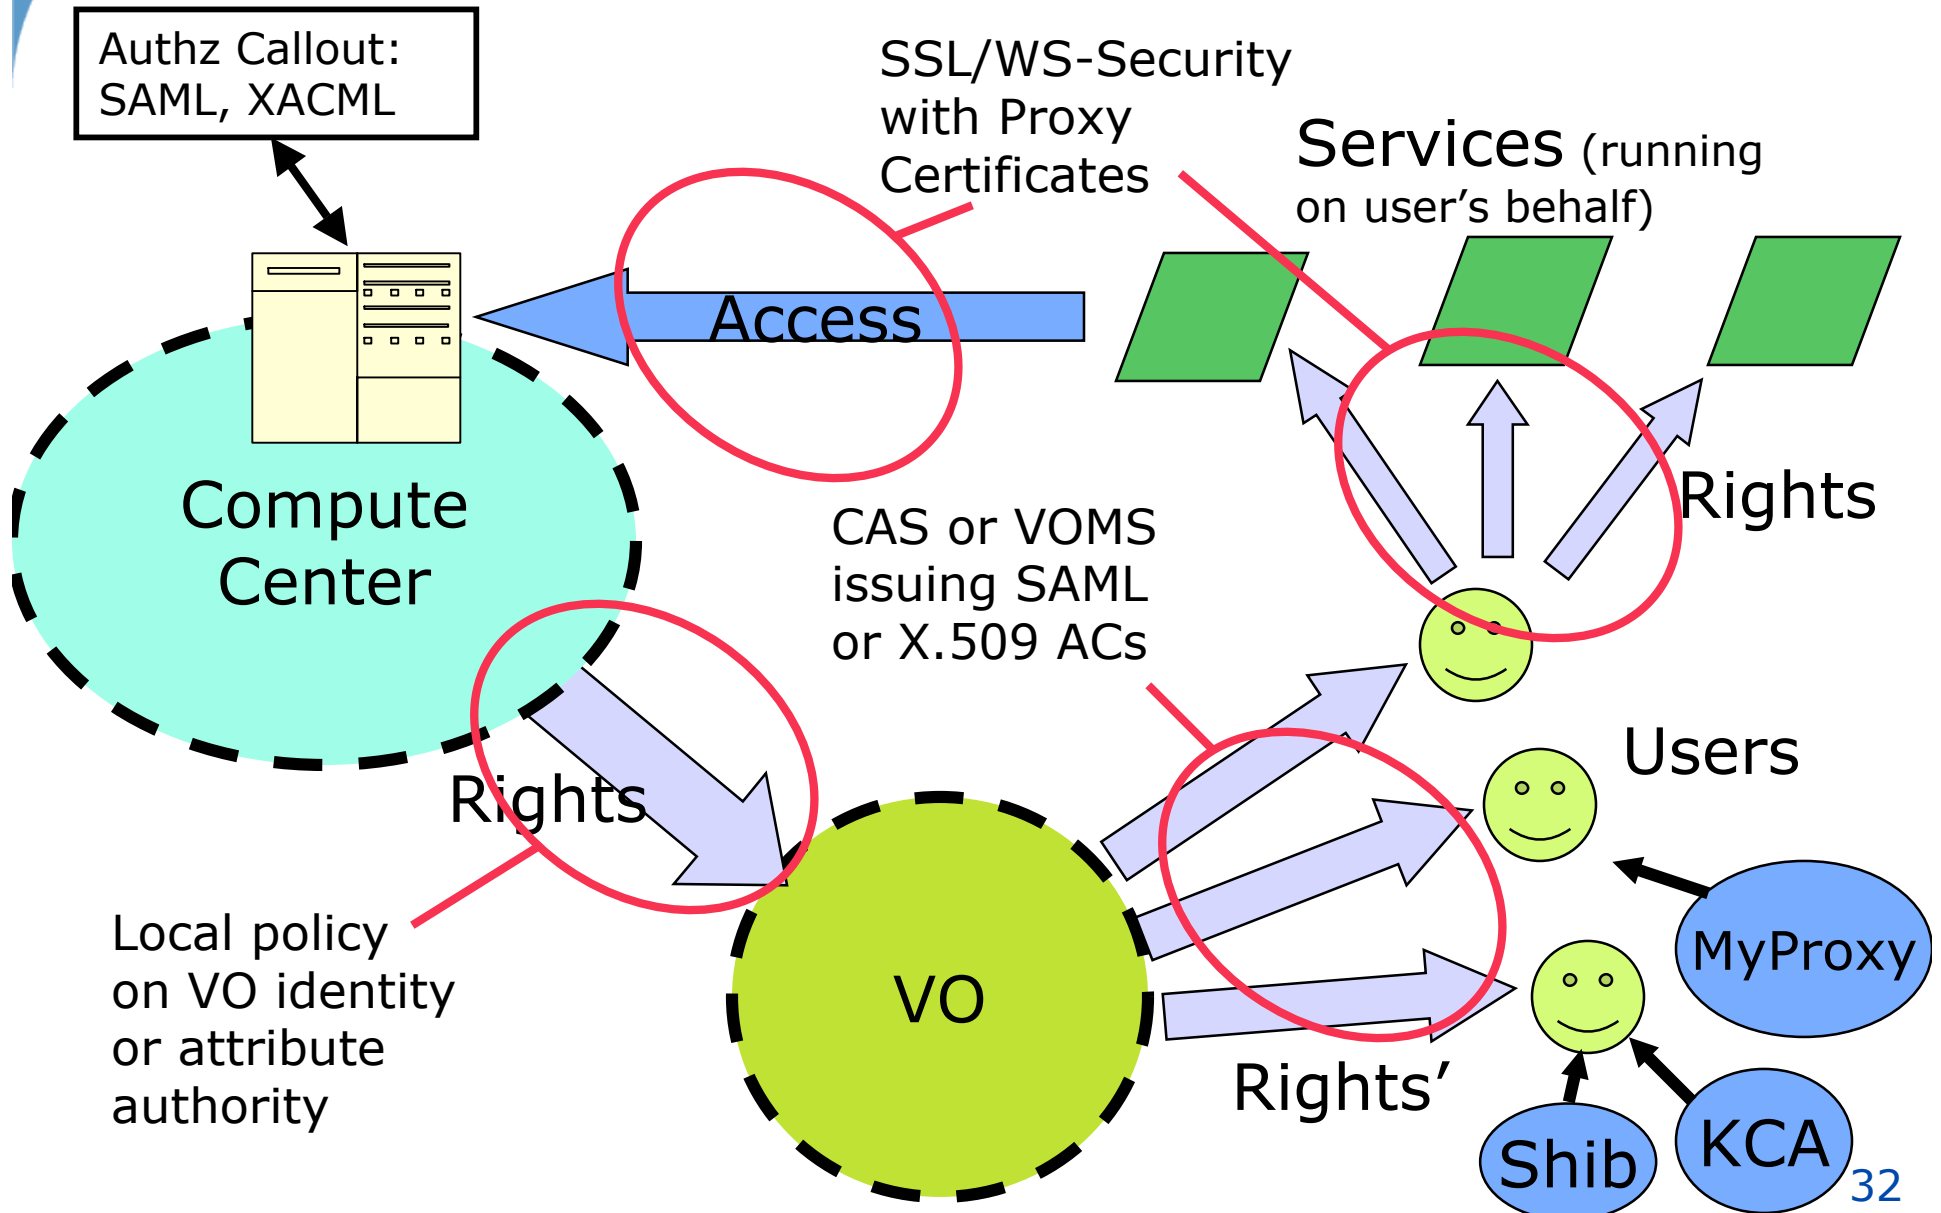 Authz Callout:
SAML, XACML
SSL/WS-Security
with Proxy
Certificates
Services (running
on user’s behalf)
Access
Compute
Center
CAS or VOMS
issuing SAML
or X.509 ACs
Rights
Users
Rights
Local policy
on VO identity
or attribute
authority
VO
MyProxy
Rights’
Shib
KCA
32